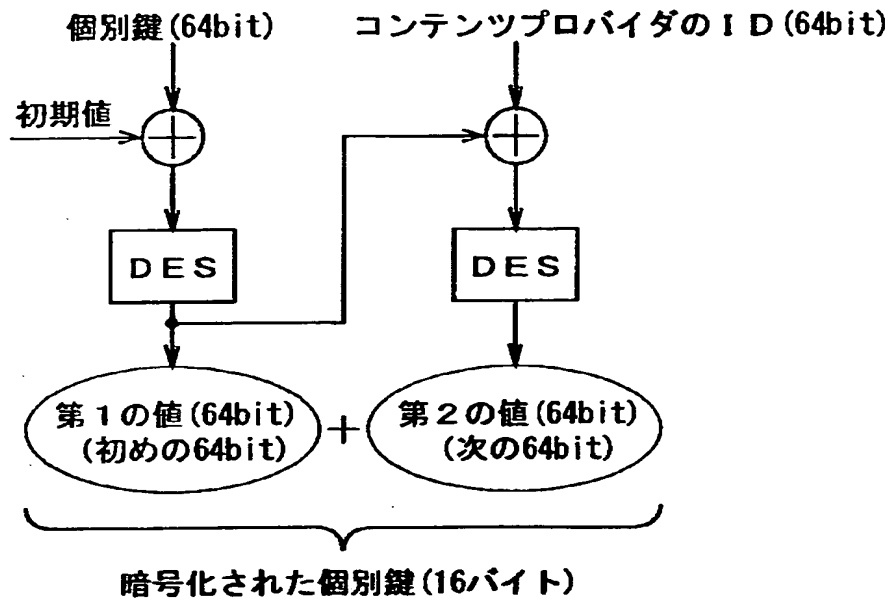 個別鍵(64bit)
コンテンツプロバイダのID(64bit)
初期値
DES
DES
第1の値(64bit)
(初めの64bit)
+
第2の値(64bit)
(次の64bit)
暗号化された個別鍵(16バイト)